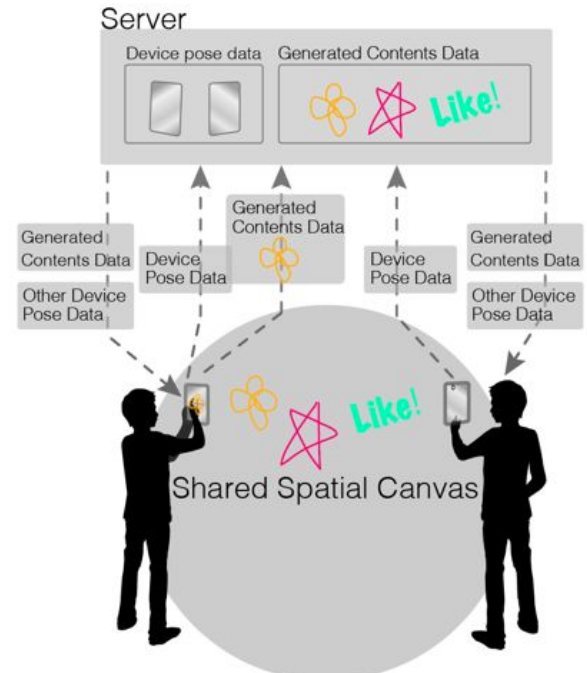 Server
Device pose data
Generated Contents Data
Like!
Generated
Contents Data
Generated
Contents Data
Other Device
Pose Data
Device
Pose Data
Device
Pose Data
Generated
Contents Data
Other Device
Pose Data
Like!
Shared Spatial Canvas